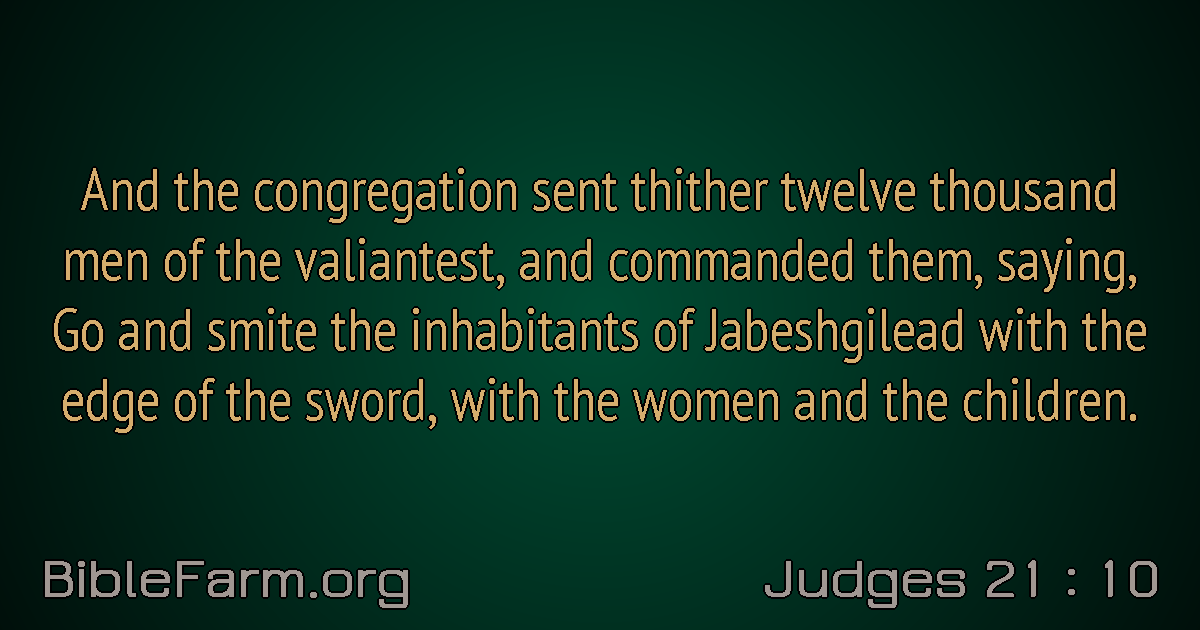 And the congregation sent thither twelve thousand
men of the valiantest, and commanded them, saying,
Go and smite the inhabitants of Jabeshgilead with the
edge of the sword, with the women and the children.
BibleFarm.org
Judges 21 : 10